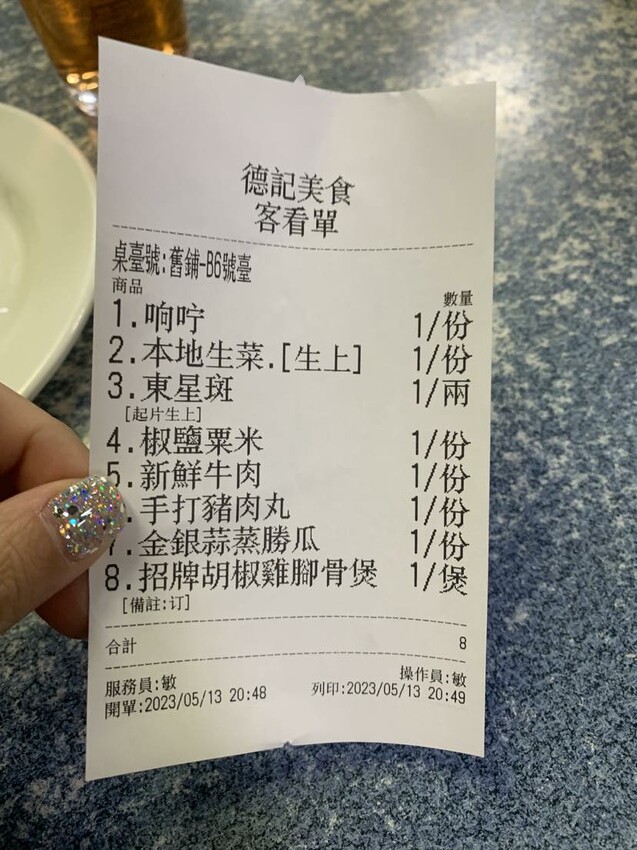 德記美食
客看單
桌臺號:舊鋪-B6號臺
商品 數量
1.响咛 1/份
2.本地生菜.[生上] 1/份
3.東星斑 1/兩
[起片生上]
4.椒鹽粟米 1/份
5.新鮮牛肉 1/份
.手打豬肉丸 1/份
7.金銀蒜蒸勝瓜 1/份
8.招牌胡椒雞腳骨煲 1/煲
[備註:订]
合計 8
服務員:敏 操作員:敏
開單:2023/05/13 20:48 列印:2023/05/13 20:49